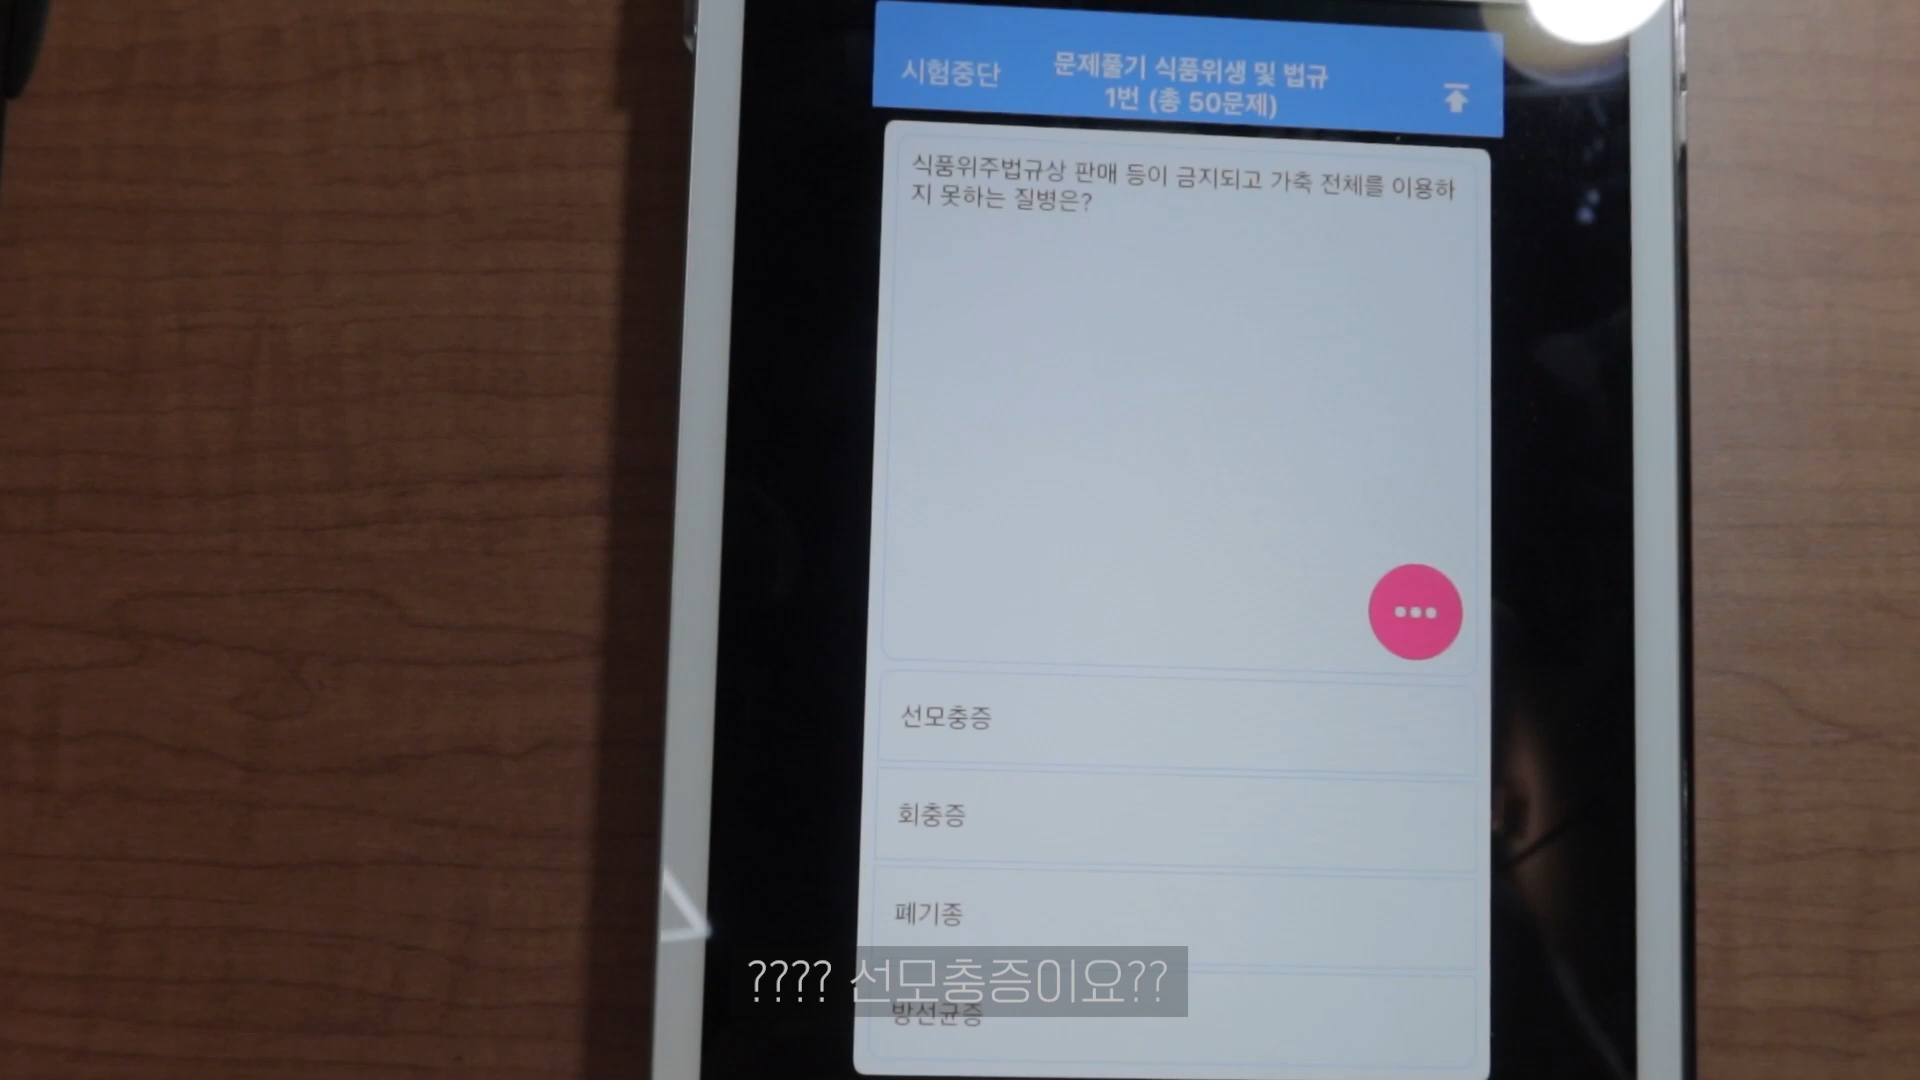 시험중단
문제풀기 식품위생 및 법규
1번 (총 50문제)
식품위주법규상 판매 등이 금지되고 가축 전체를 이용하
지 못하는 질병은?
선모충증
회충증
폐기종
방선균증
???? 선모충증이요??